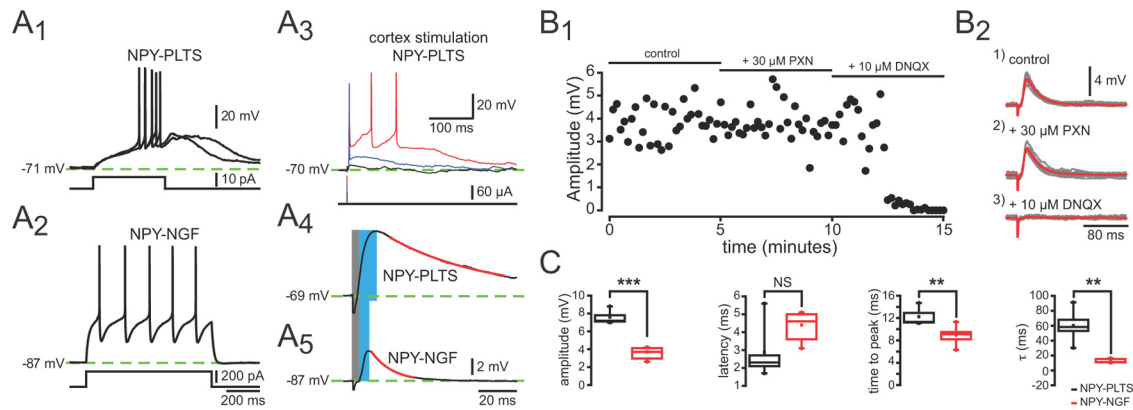 A1
NPY-PLTS
20 mV
-71 mV
10 pA
A2
NPY-NGF
-87 mV
200 pA
200 ms
A3
cortex stimulation
NPY-PLTS
20 mV
100 ms
-70 mV
60 µA
A4
NPY-PLTS
-69 mV
A5
NPY-NGF
2 mV
-87 mV
20 ms
B1
control
+ 30 µM PXN
+ 10 µM DNQX
Amplitude (mV)
6
5
4
3
2
1
0
0 5 10 15
time (minutes)
B2
1) control
4 mV
2)
+ 30 µM PXN
3)
+ 10 µM DNQX
80 ms
C
amplitude (mV)
10
8
6
4
2
0
***
latency (ms)
6
5
4
3
2
1
NS
time to peak (ms)
16
12
8
4
0
**
τ (ms)
100
80
60
40
20
0
-20
**
NPY-PLTS
NPY-NGF